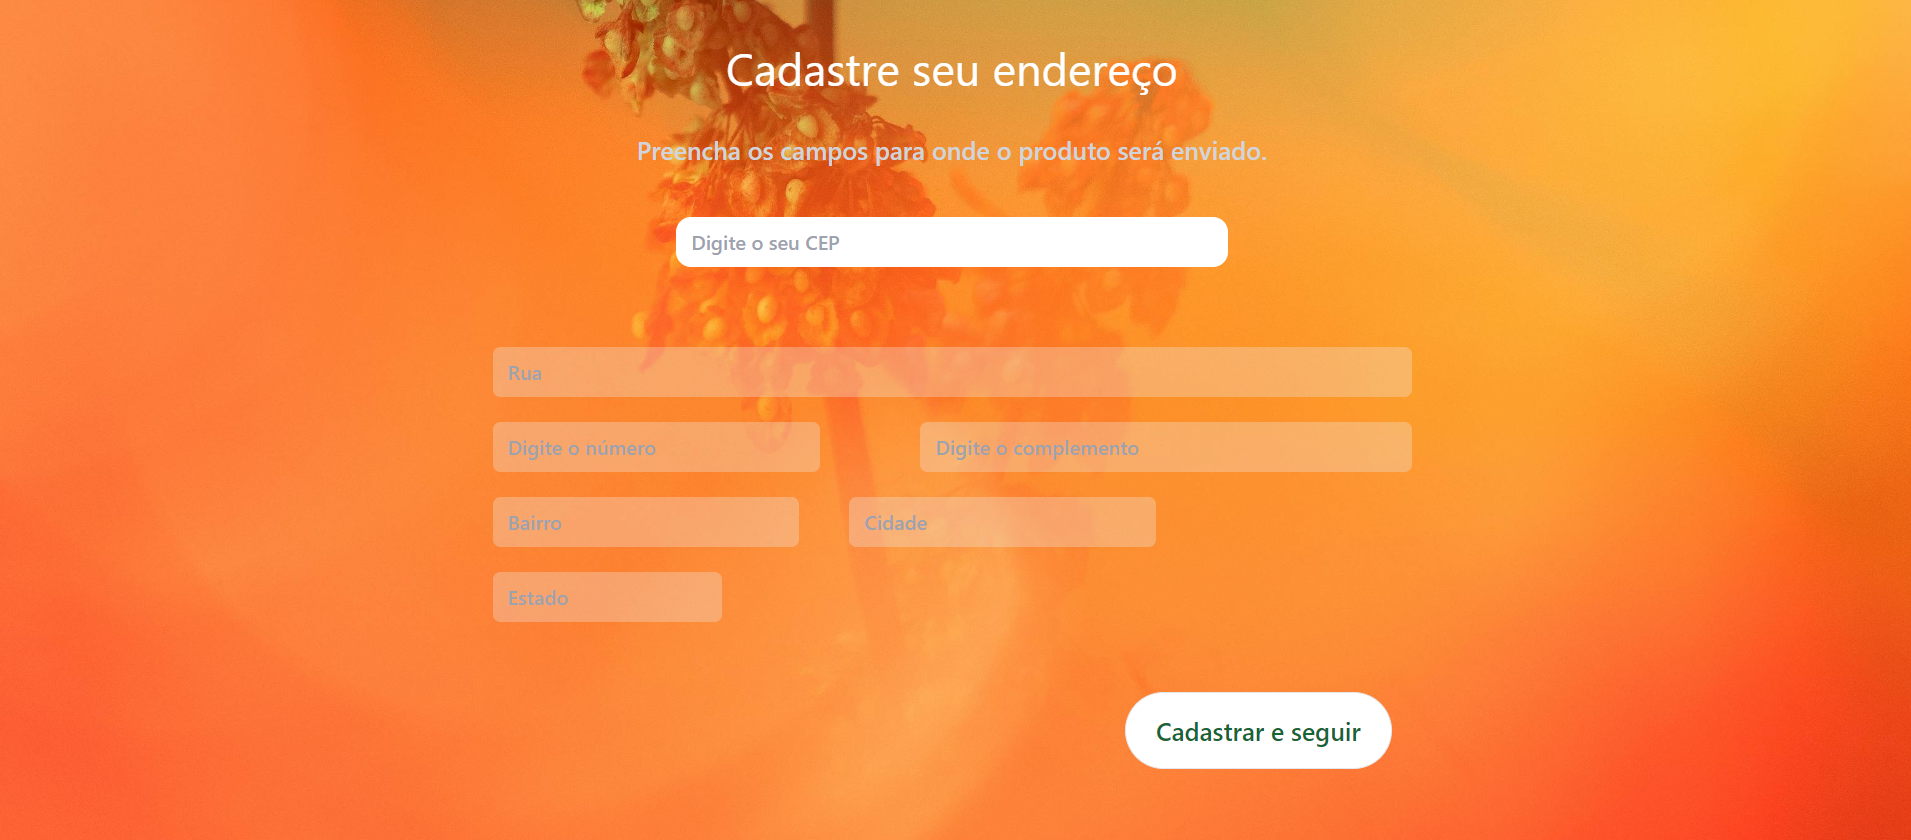 Cadastre seu endereço
Preencha os campos para onde o produto será enviado.
Digite o seu CEP
Rua
Digite o número
Digite o complemento
Bairro
Cidade
Estado
Cadastrar e seguir